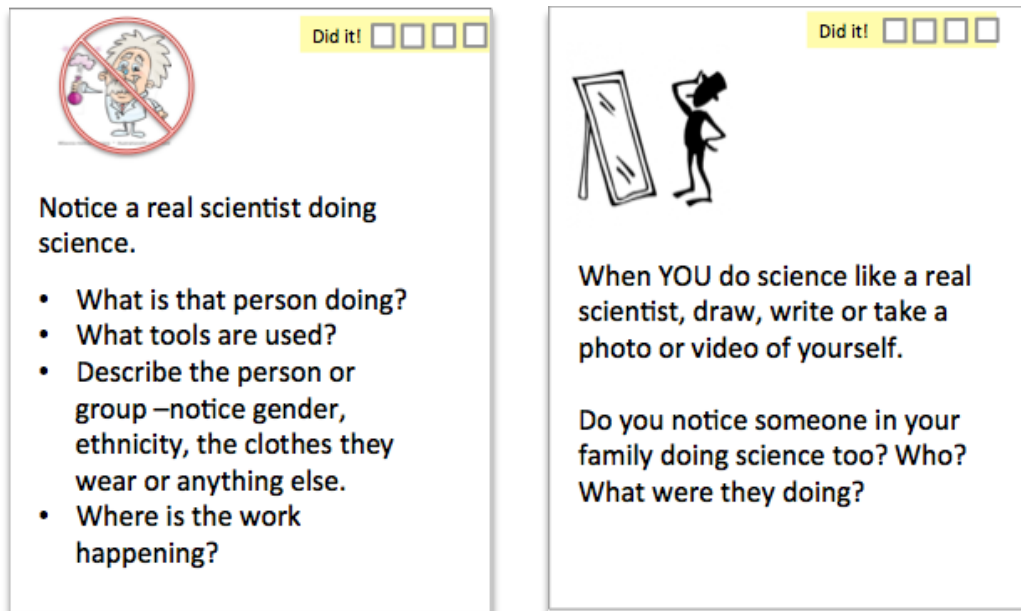 Did it!
Notice a real scientist doing
science.
• What is that person doing?
• What tools are used?
• Describe the person or
group –notice gender,
ethnicity, the clothes they
wear or anything else.
• Where is the work
happening?
Did it!
When YOU do science like a real
scientist, draw, write or take a
photo or video of yourself.
Do you notice someone in your
family doing science too? Who?
What were they doing?